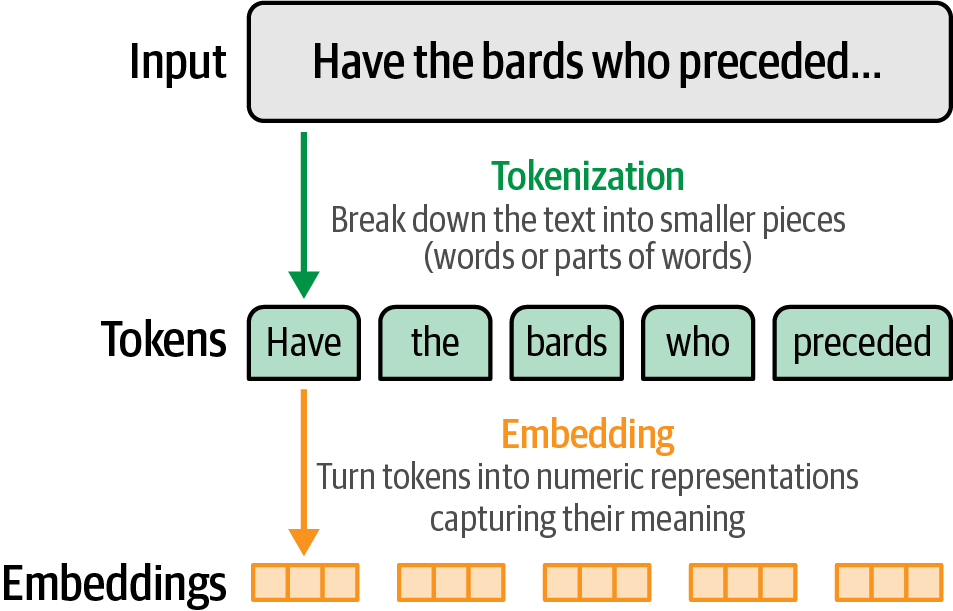 Input
Have the bards who preceded...
Tokenization
Break down the text into smaller pieces
(words or parts of words)
Tokens
Have
the
bards
who
preceded
Embedding
Turn tokens into numeric representations
capturing their meaning
Embeddings